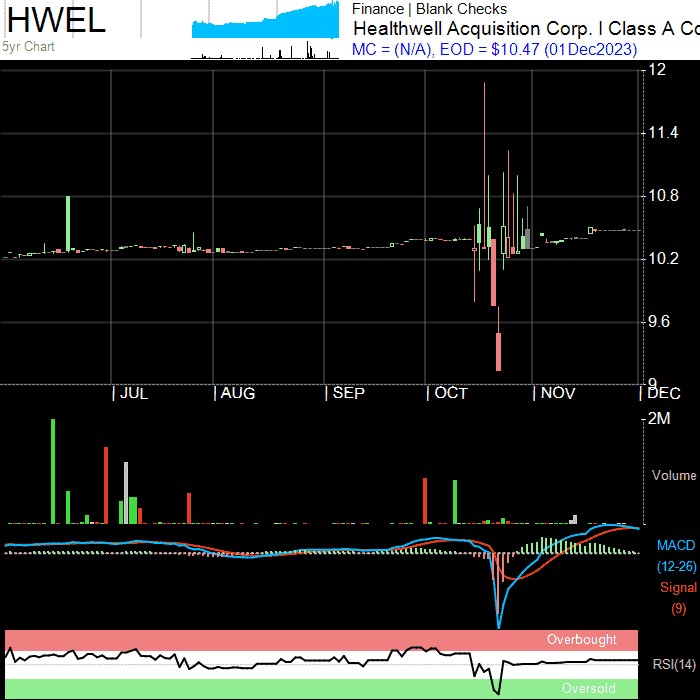 HWEL
5yr Chart
Finance | Blank Checks
Healthwell Acquisition Corp. I Class A Co
MC = (N/A), EOD = $10.47 (01Dec2023)
12
11.4
10.8
10.2
9.6
9
JUL AUG SEP OCT NOV DEC
2M
Volume
MACD
(12-26)
Signal
(9)
Overbought
RSI(14)
Oversold